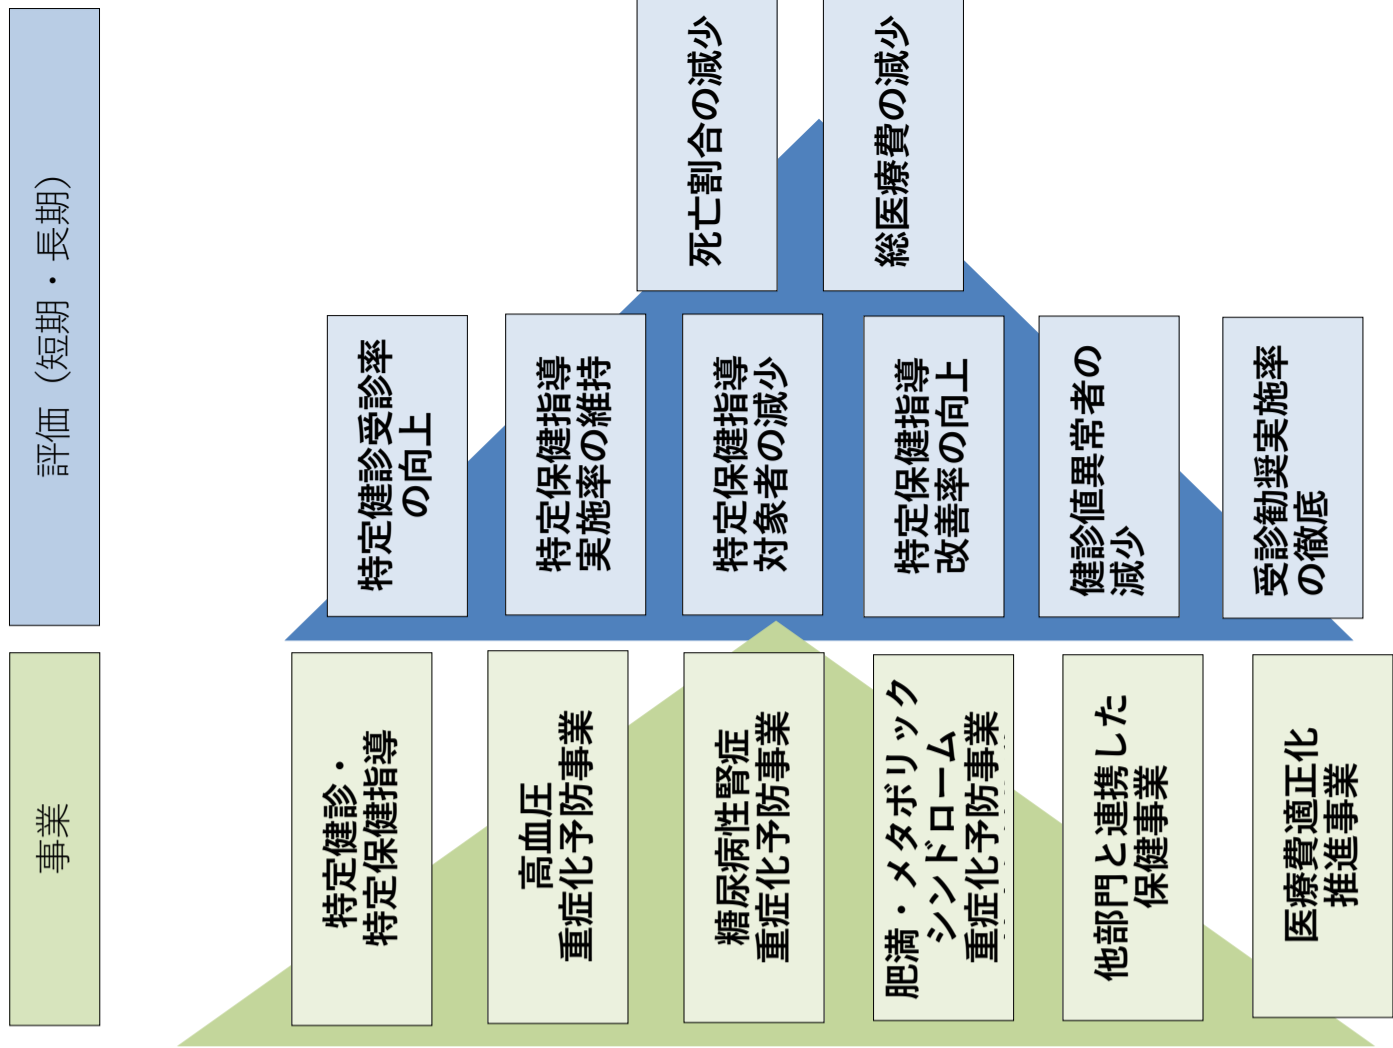 評価（短期・長期）
死亡割合の減少
総医療費の減少
特定健診受診率
の向上
特定保健指導
実施率の維持
特定保健指導
対象者の減少
特定保健指導
改善率の向上
健診値異常者の
減少
受診勧奨実施率
の徹底
事業
特定健診・
特定保健指導
高血圧
重症化予防事業
糖尿病性腎症
重症化予防事業
肥満・メタボリック
シンドローム
重症化予防事業
他部門と連携した
保健事業
医療費適正化
推進事業